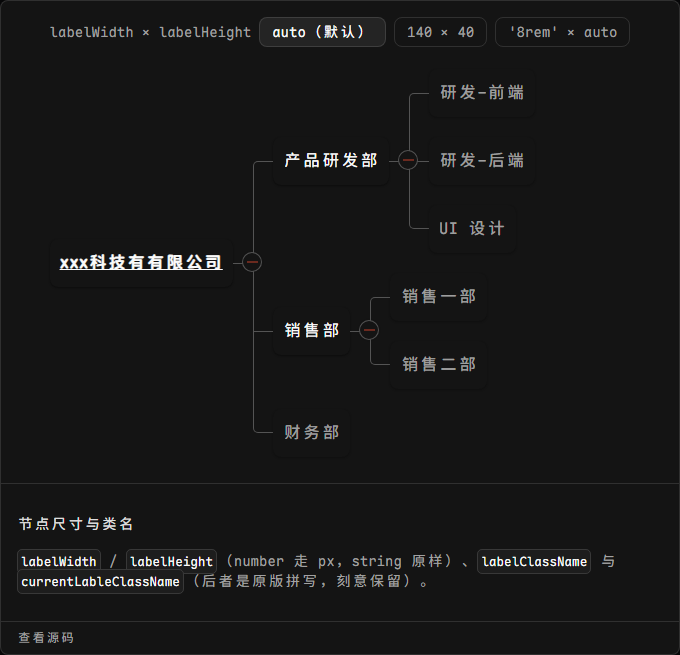 labelWidth × labelHeight auto（默认） 140 × 40 '8rem' × auto
研发-前端
产品研发部
研发-后端
UI 设计
xxx科技有有限公司
销售一部
销售部
销售二部
财务部
节点尺寸与类名
labelWidth / labelHeight（number 走 px，string 原样）、labelClassName 与
currentLableClassName（后者是原版拼写，刻意保留）。
查看源码